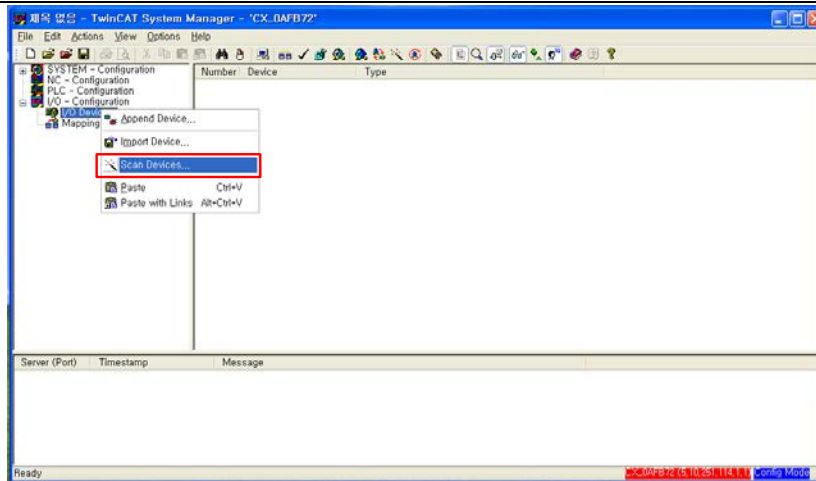 제목 없음 - TwinCAT System Manager - 'CX_0AFB72'
File Edit Actions View Options Help
SYSTEM - Configuration
NC - Configuration
PLC - Configuration
I/O - Configuration
I/O Devic
Mapping
Number Device Type
Append Device...
Import Device...
Scan Devices...
Paste Ctrl+V
Paste with Links Alt+Ctrl+V
Server (Port) Timestamp Message
Ready
CX_0AFB72 (5.10.251.114.1.1) Config Mode